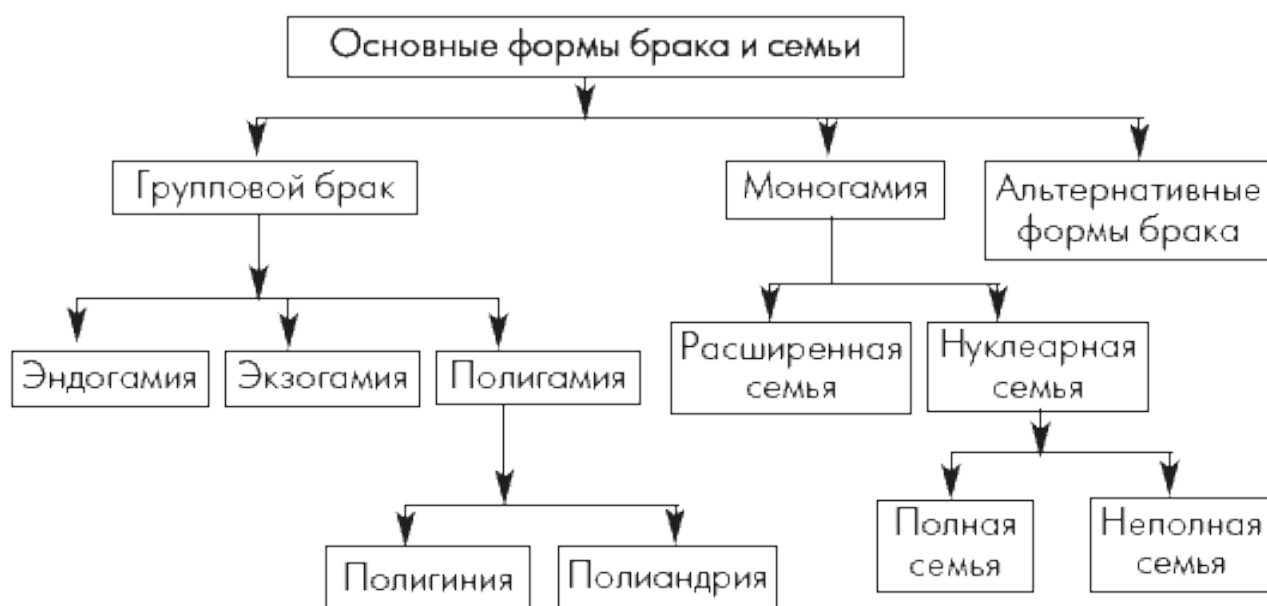 Основные формы брака и семьи
Групповой брак
Моногамия
Альтернативные
формы брака
Эндогамия
Экзогамия
Полигамия
Расширенная
семья
Нуклеарная
семья
Полигиния
Полиандрия
Полная
семья
Неполная
семья